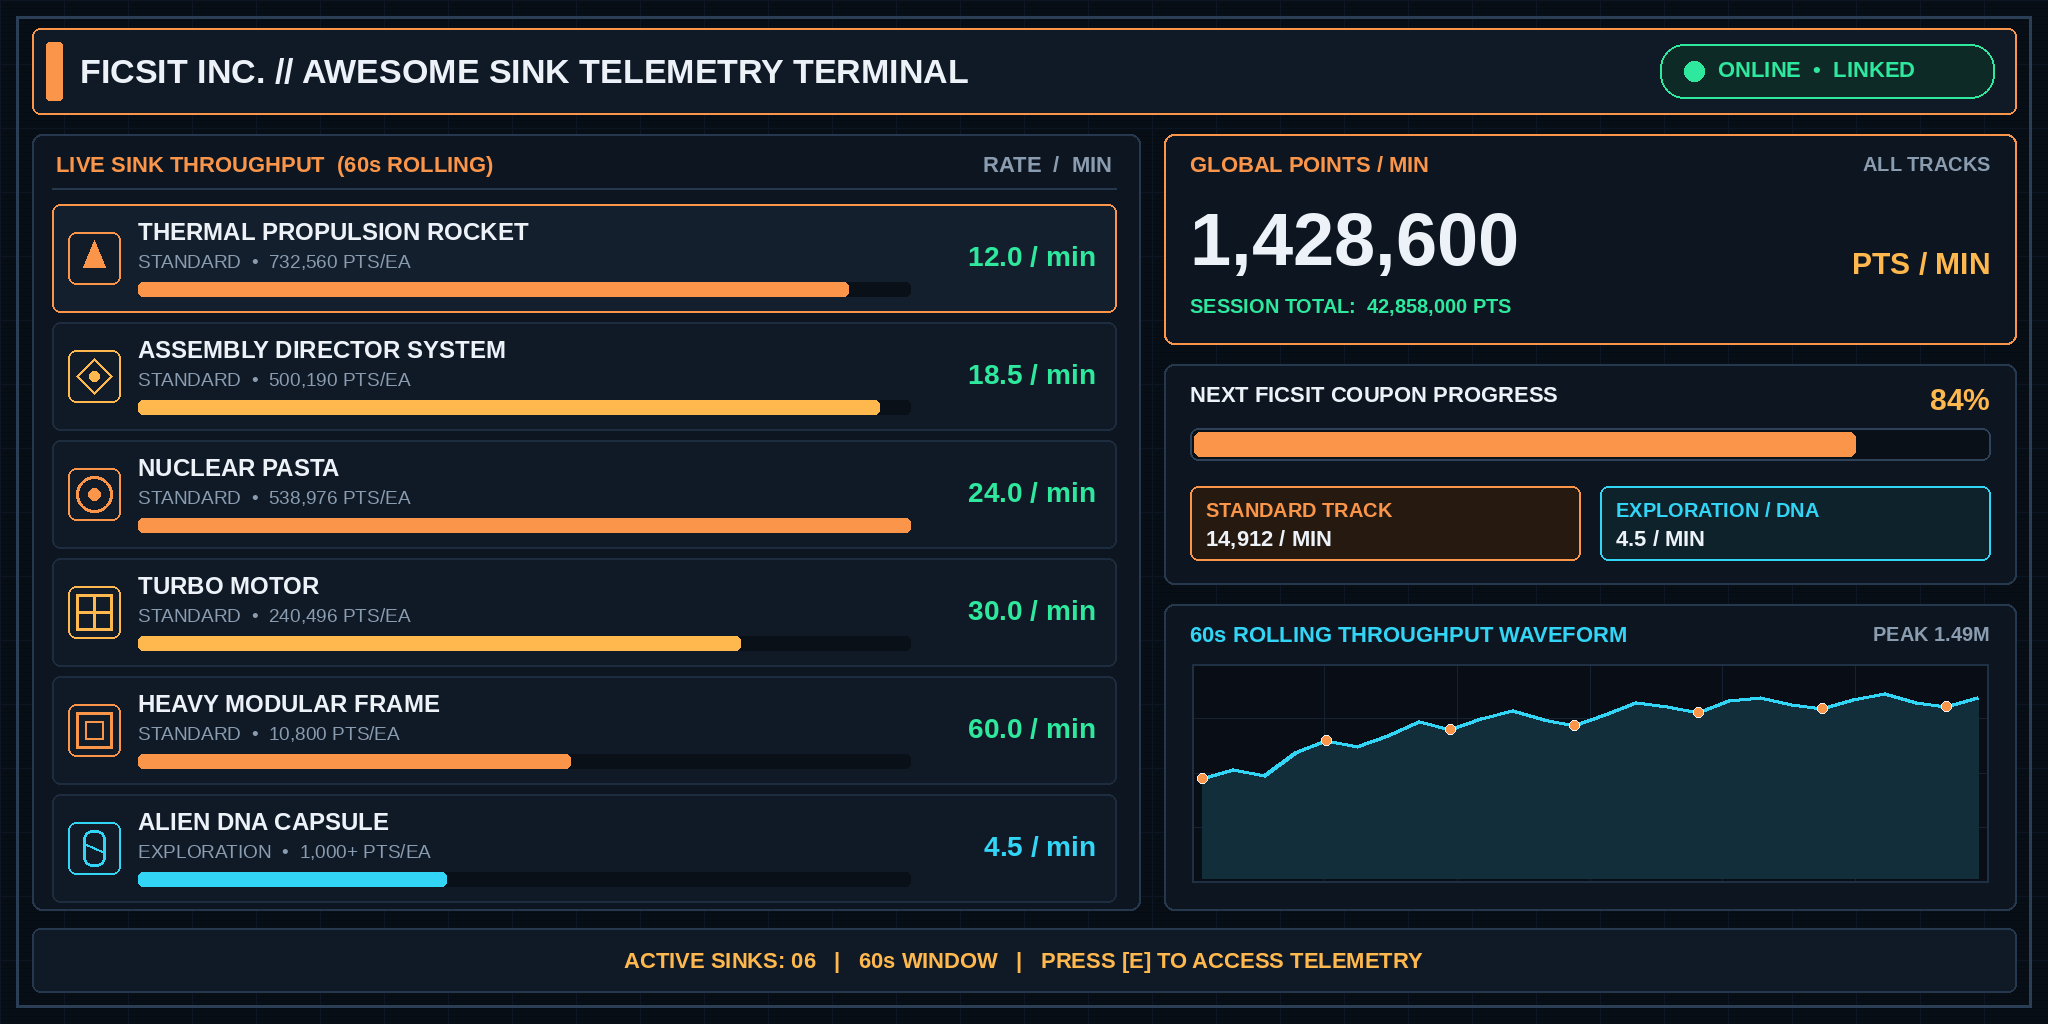 FICSIT INC. // AWESOME SINK TELEMETRY TERMINAL
ONLINE • LINKED
LIVE SINK THROUGHPUT (60s ROLLING)
RATE / MIN
THERMAL PROPULSION ROCKET
STANDARD • 732,560 PTS/EA
12.0 / min
ASSEMBLY DIRECTOR SYSTEM
STANDARD • 500,190 PTS/EA
18.5 / min
NUCLEAR PASTA
STANDARD • 538,976 PTS/EA
24.0 / min
TURBO MOTOR
STANDARD • 240,496 PTS/EA
30.0 / min
HEAVY MODULAR FRAME
STANDARD • 10,800 PTS/EA
60.0 / min
ALIEN DNA CAPSULE
EXPLORATION • 1,000+ PTS/EA
4.5 / min
GLOBAL POINTS / MIN
ALL TRACKS
1,428,600
PTS / MIN
SESSION TOTAL: 42,858,000 PTS
NEXT FICSIT COUPON PROGRESS
84%
STANDARD TRACK
14,912 / MIN
EXPLORATION / DNA
4.5 / MIN
60s ROLLING THROUGHPUT WAVEFORM
PEAK 1.49M
ACTIVE SINKS: 06 | 60s WINDOW | PRESS [E] TO ACCESS TELEMETRY